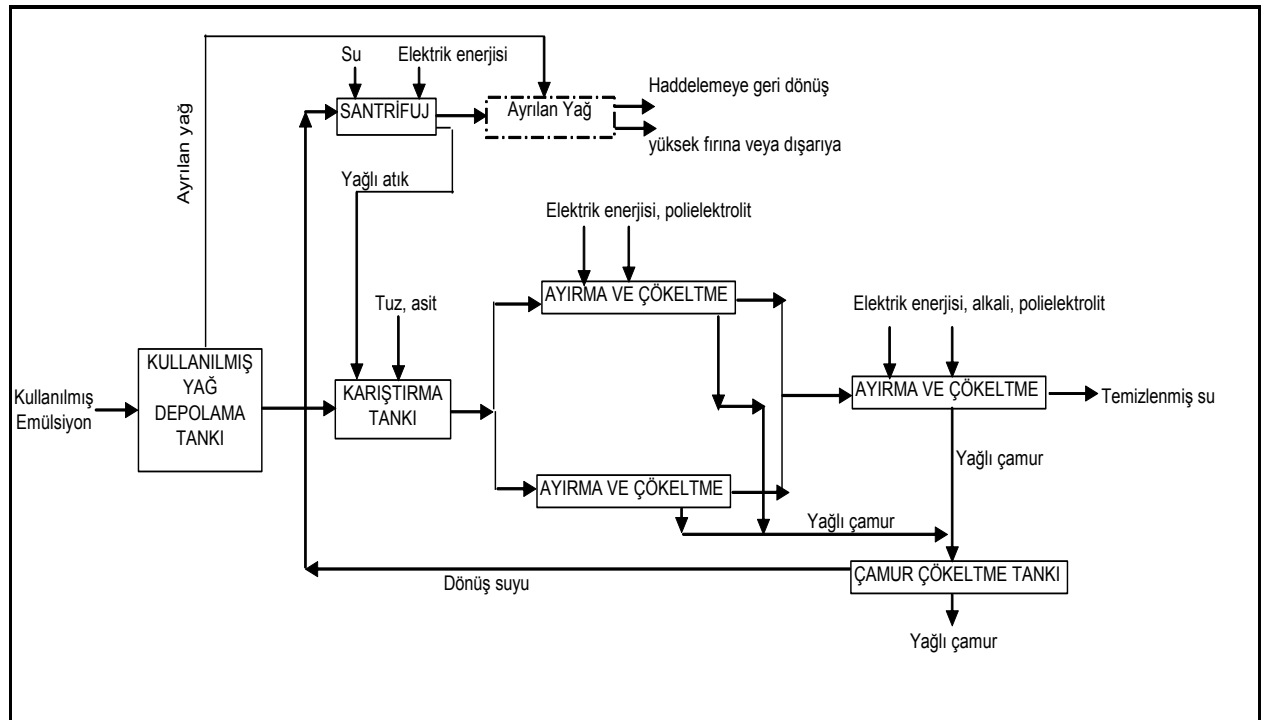 Su
Elektrik enerjisi
SANTRİFUJ
Ayrılan Yağ
Haddelemeye geri dönüş
yüksek fırına veya dışarıya
Ayrılan yağ
Yağlı atık
Elektrik enerjisi, polielektrolit
AYIRMA VE ÇÖKELTME
Tuz, asit
Elektrik enerjisi, alkali, polielektrolit
KULLANILMIŞ
YAĞ
DEPOLAMA
TANKI
Kullanılmış
Emülsiyon
KARIŞTIRMA
TANKI
AYIRMA VE ÇÖKELTME
Temizlenmiş su
Yağlı çamur
AYIRMA VE ÇÖKELTME
Yağlı çamur
ÇAMUR ÇÖKELTME TANKI
Dönüş suyu
Yağlı çamur